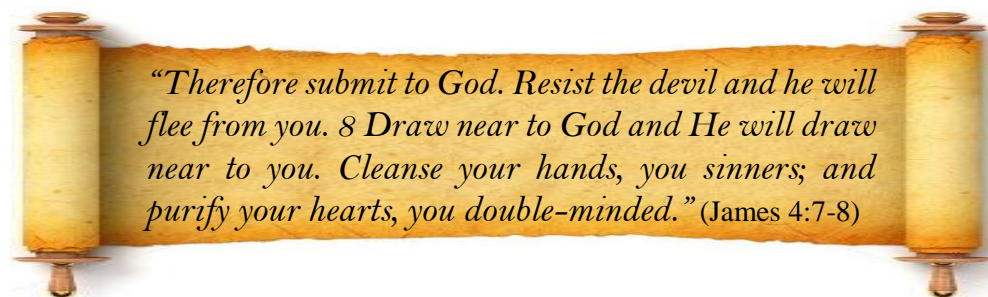 “Therefore submit to God. Resist the devil and he will
flee from you. 8 Draw near to God and He will draw
near to you. Cleanse your hands, you sinners; and
purify your hearts, you double-minded.” (James 4:7-8)